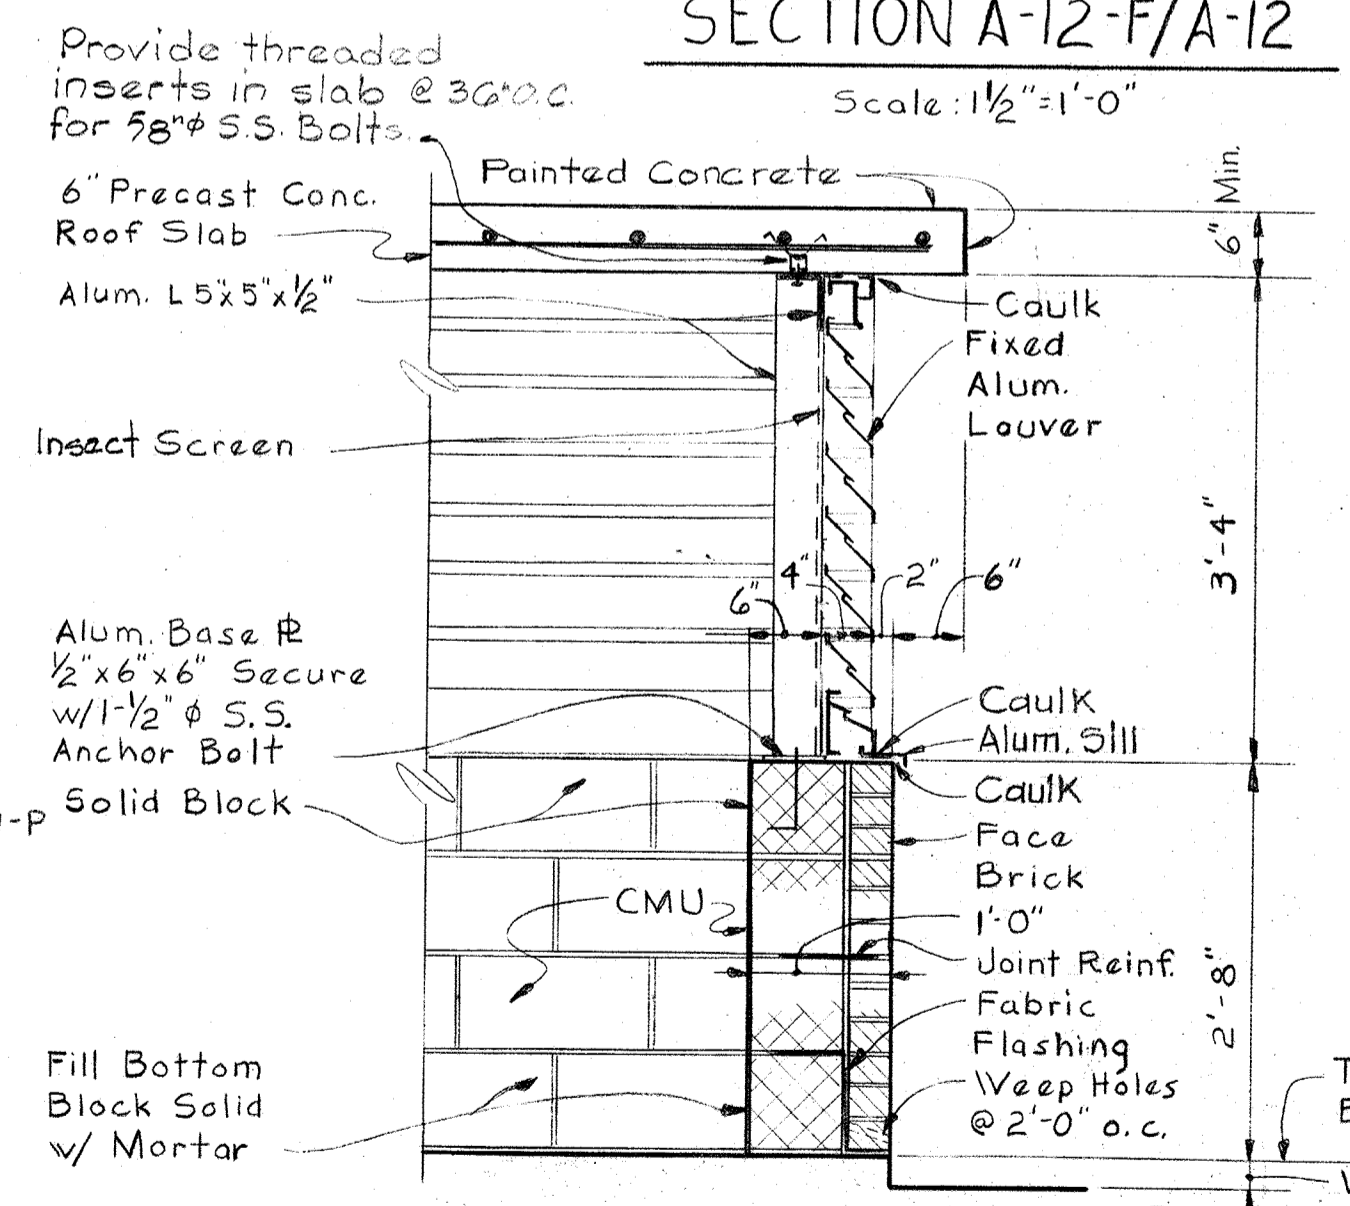 SECTION A-12-F/A-12
Scale: 1½"=1'-0"
Provide threaded
inserts in slab @ 36"O.C.
for 5/8"φ S.S. Bolts.
6" Precast Conc.
Roof Slab
Alum. L 5"x5"x½"
Insect Screen
Alum. Base PL
½"x6"x6" Secure
w/1-½" φ S.S.
Anchor Bolt
Solid Block
-P
Fill Bottom
Block Solid
w/ Mortar
Painted Concrete
6" Min.
Caulk
Fixed
Alum.
Louver
3'-4"
6"
4"
2"
6"
Caulk
Alum. Sill
Caulk
Face
Brick
CMU
1'-0"
Joint Reinf.
Fabric
Flashing
Weep Holes
@ 2'-0" o.c.
2'-8"